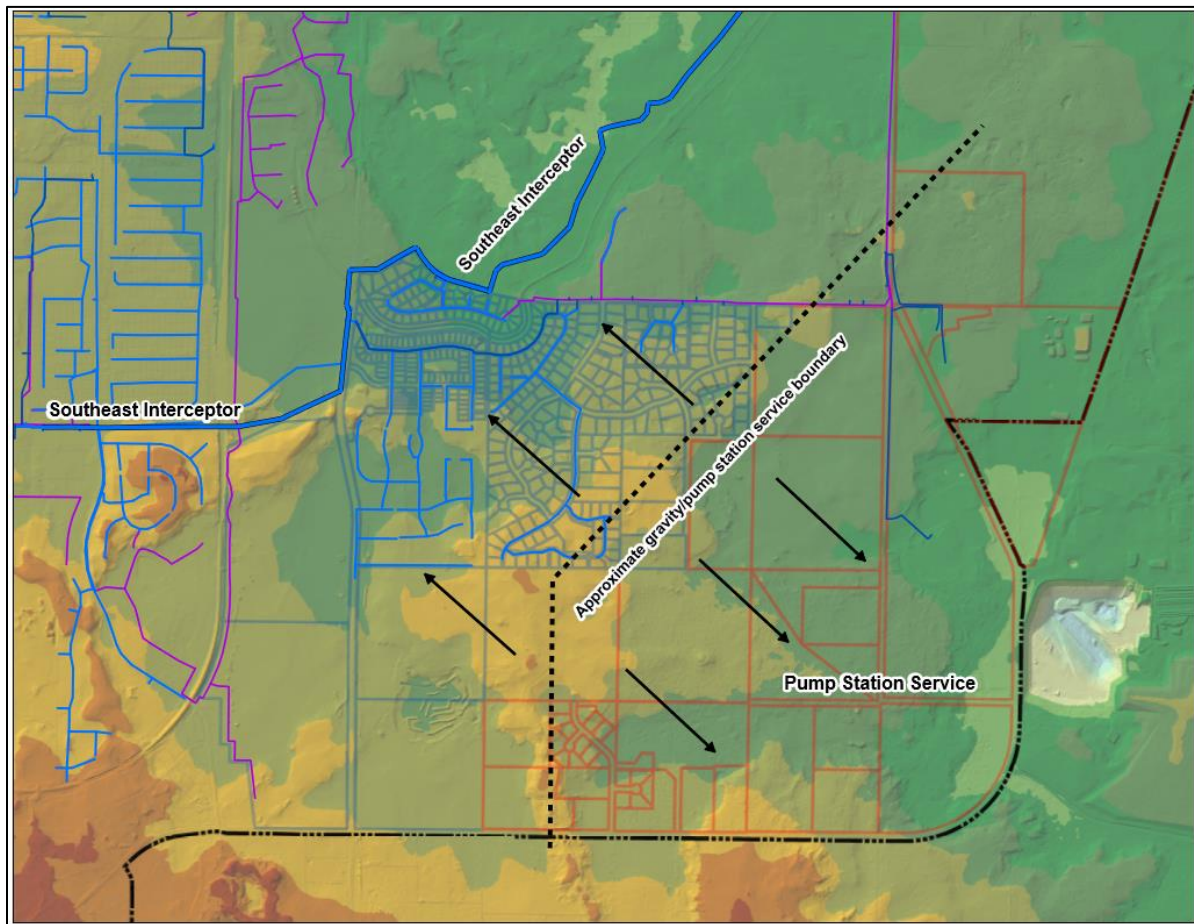 Southeast Interceptor
Southeast Interceptor
Approximate gravity/pump station service boundary
Pump Station Service